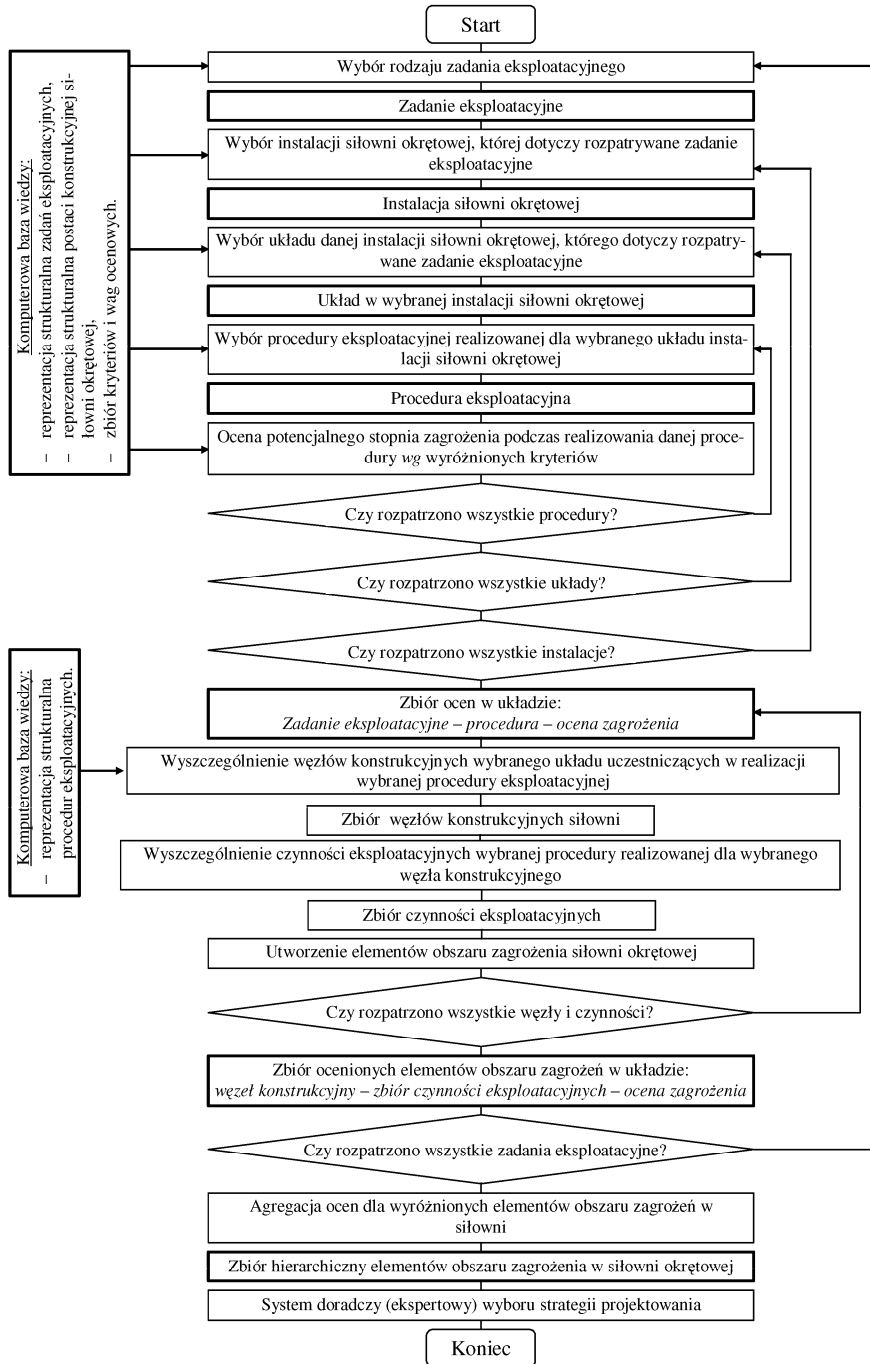 Start
Wybór rodzaju zadania eksploatacyjnego
Zadanie eksploatacyjne
Wybór instalacji siłowni okrętowej, której dotyczy rozpatrywane zadanie
eksploatacyjne
Instalacja siłowni okrętowej
Wybór układu danej instalacji siłowni okrętowej, którego dotyczy rozpatry-
wane zadanie eksploatacyjne
Układ w wybranej instalacji siłowni okrętowej
Wybór procedury eksploatacyjnej realizowanej dla wybranego układu insta-
lacji siłowni okrętowej
Procedura eksploatacyjna
Ocena potencjalnego stopnia zagrożenia podczas realizowania danej proce-
dury wg wyróżnionych kryteriów
Komputerowa baza wiedzy:
– reprezentacja strukturalna zadań eksploatacyjnych,
– reprezentacja strukturalna postaci konstrukcyjnej si-
łowni okrętowej,
– zbiór kryteriów i wag ocenowych.
Czy rozpatrzono wszystkie procedury?
Czy rozpatrzono wszystkie układy?
Czy rozpatrzono wszystkie instalacje?
Zbiór ocen w układzie:
Zadanie eksploatacyjne – procedura – ocena zagrożenia
Komputerowa baza wiedzy:
– reprezentacja strukturalna
procedur eksploatacyjnych.
Wyszczególnienie węzłów konstrukcyjnych wybranego układu uczestniczących w realizacji
wybranej procedury eksploatacyjnej
Zbiór węzłów konstrukcyjnych siłowni
Wyszczególnienie czynności eksploatacyjnych wybranej procedury realizowanej dla wybranego
węzła konstrukcyjnego
Zbiór czynności eksploatacyjnych
Utworzenie elementów obszaru zagrożenia siłowni okrętowej
Czy rozpatrzono wszystkie węzły i czynności?
Zbiór ocenionych elementów obszaru zagrożeń w układzie:
węzeł konstrukcyjny – zbiór czynności eksploatacyjnych – ocena zagrożenia
Czy rozpatrzono wszystkie zadania eksploatacyjne?
Agregacja ocen dla wyróżnionych elementów obszaru zagrożeń w
siłowni
Zbiór hierarchiczny elementów obszaru zagrożenia w siłowni okrętowej
System doradczy (ekspertowy) wyboru strategii projektowania
Koniec